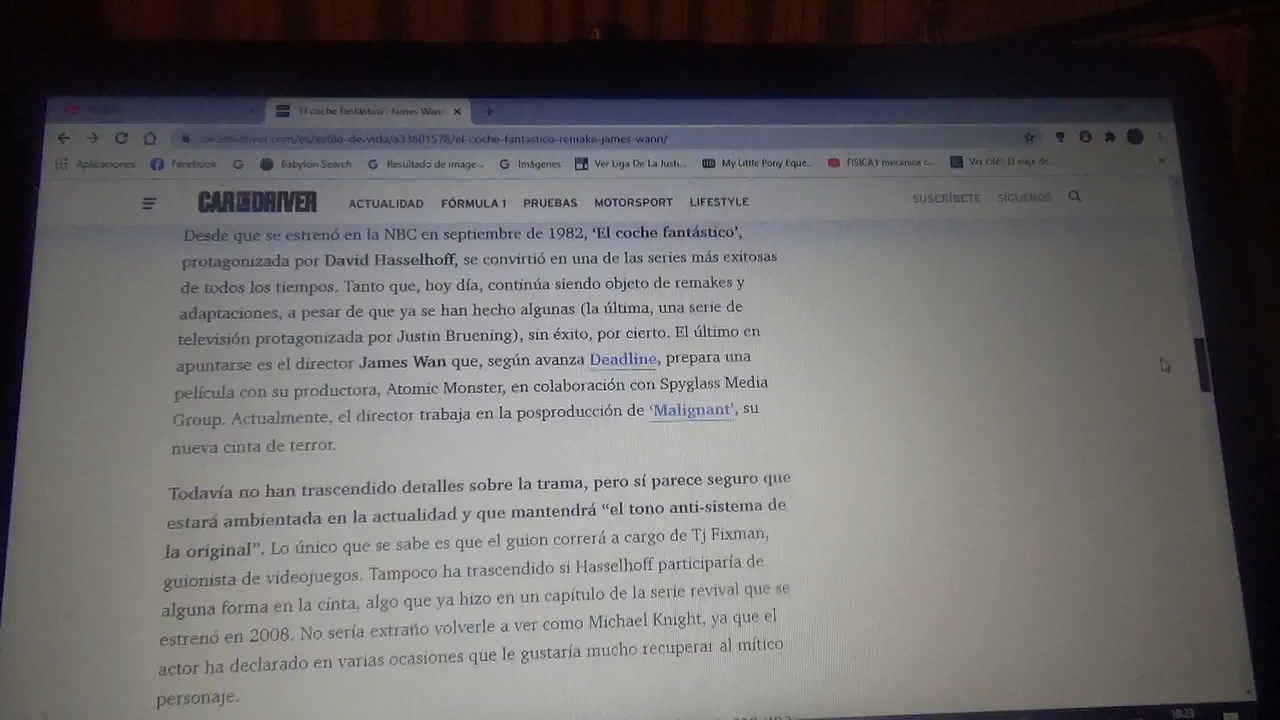 El coche fantástico': James Wan
caranddriver.com/es/estilo-de-vida/a33601578/el-coche-fantastico-remake-james-wann/
Aplicaciones Facebook Babylon Search Resultado de image... Imágenes Ver Liga De La Justi... My Little Pony Eque... FISICA I mecanica c... Ver Olé! El viaje de
CAR AND DRIVER ACTUALIDAD FÓRMULA 1 PRUEBAS MOTORSPORT LIFESTYLE SUSCRÍBETE SÍGUENOS
Desde que se estrenó en la NBC en septiembre de 1982, ‘El coche fantástico’,
protagonizada por David Hasselhoff, se convirtió en una de las series más exitosas
de todos los tiempos. Tanto que, hoy día, continúa siendo objeto de remakes y
adaptaciones, a pesar de que ya se han hecho algunas (la última, una serie de
televisión protagonizada por Justin Bruening), sin éxito, por cierto. El último en
apuntarse es el director James Wan que, según avanza Deadline, prepara una
película con su productora, Atomic Monster, en colaboración con Spyglass Media
Group. Actualmente, el director trabaja en la posproducción de ‘Malignant’, su
nueva cinta de terror.
Todavía no han trascendido detalles sobre la trama, pero sí parece seguro que
estará ambientada en la actualidad y que mantendrá “el tono anti-sistema de
la original”. Lo único que se sabe es que el guion correrá a cargo de Tj Fixman,
guionista de videojuegos. Tampoco ha trascendido si Hasselhoff participaría de
alguna forma en la cinta, algo que ya hizo en un capítulo de la serie revival que se
estrenó en 2008. No sería extraño volverle a ver como Michael Knight, ya que el
actor ha declarado en varias ocasiones que le gustaría mucho recuperar al mítico
personaje.
18:23